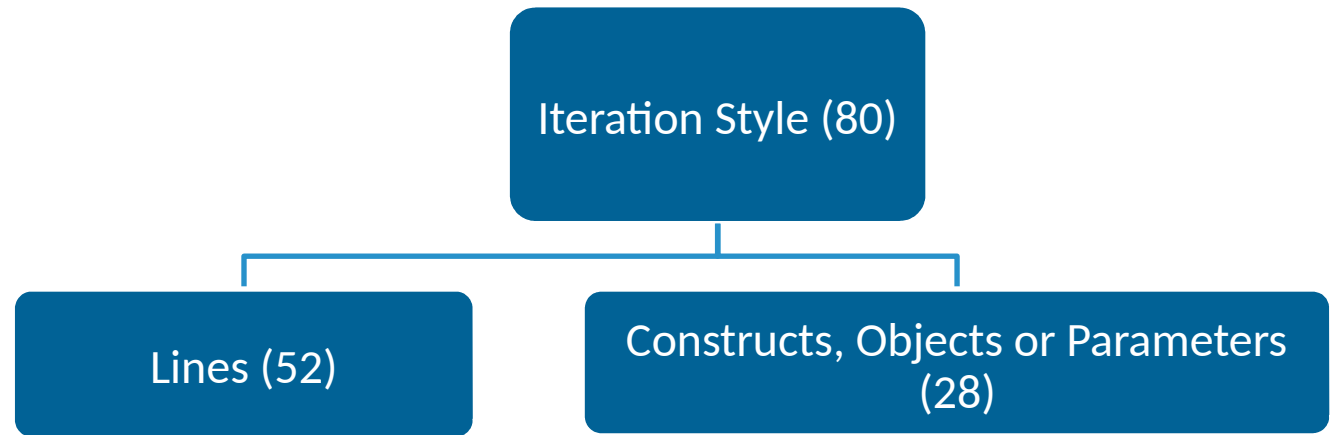 Iteration Style (80)
Lines (52)
Constructs, Objects or Parameters
(28)